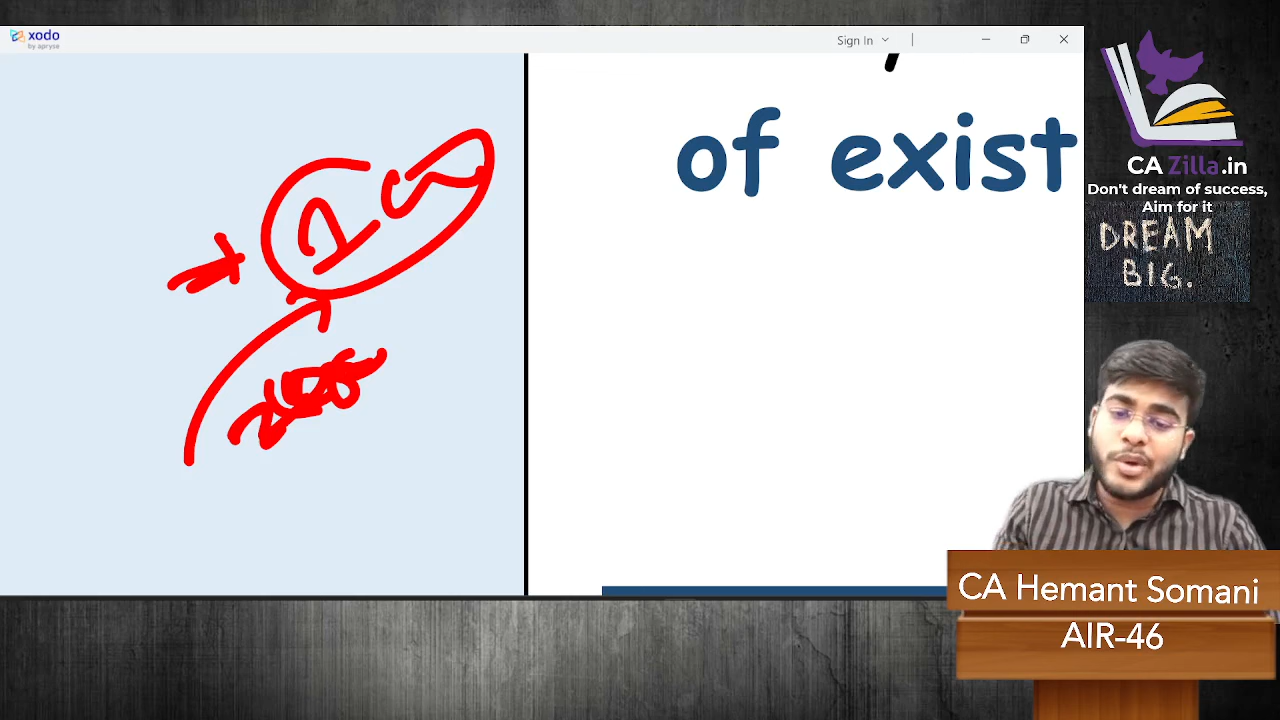 xodo
by apryse
Sign In
of exist
CA Zilla.in
Don't dream of success,
Aim for it
DREAM
BIG.
CA Hemant Somani
AIR-46